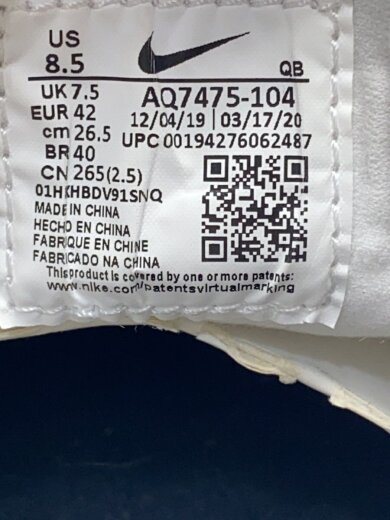 US
8.5
QB
UK 7.5
EUR 42
cm 26.5
BR 40
CN 265(2.5)
AQ7475-104
12/04/19 | 03/17/20
UPC 00194276062487
01HXHBDV91SNQ
MADE IN CHINA
HECHO EN CHINA
FABRIQUE EN CHINE
FABRICADO NA CHINA
This product is covered by one or more patents:
www.nike.com/patentsvirtualmarking